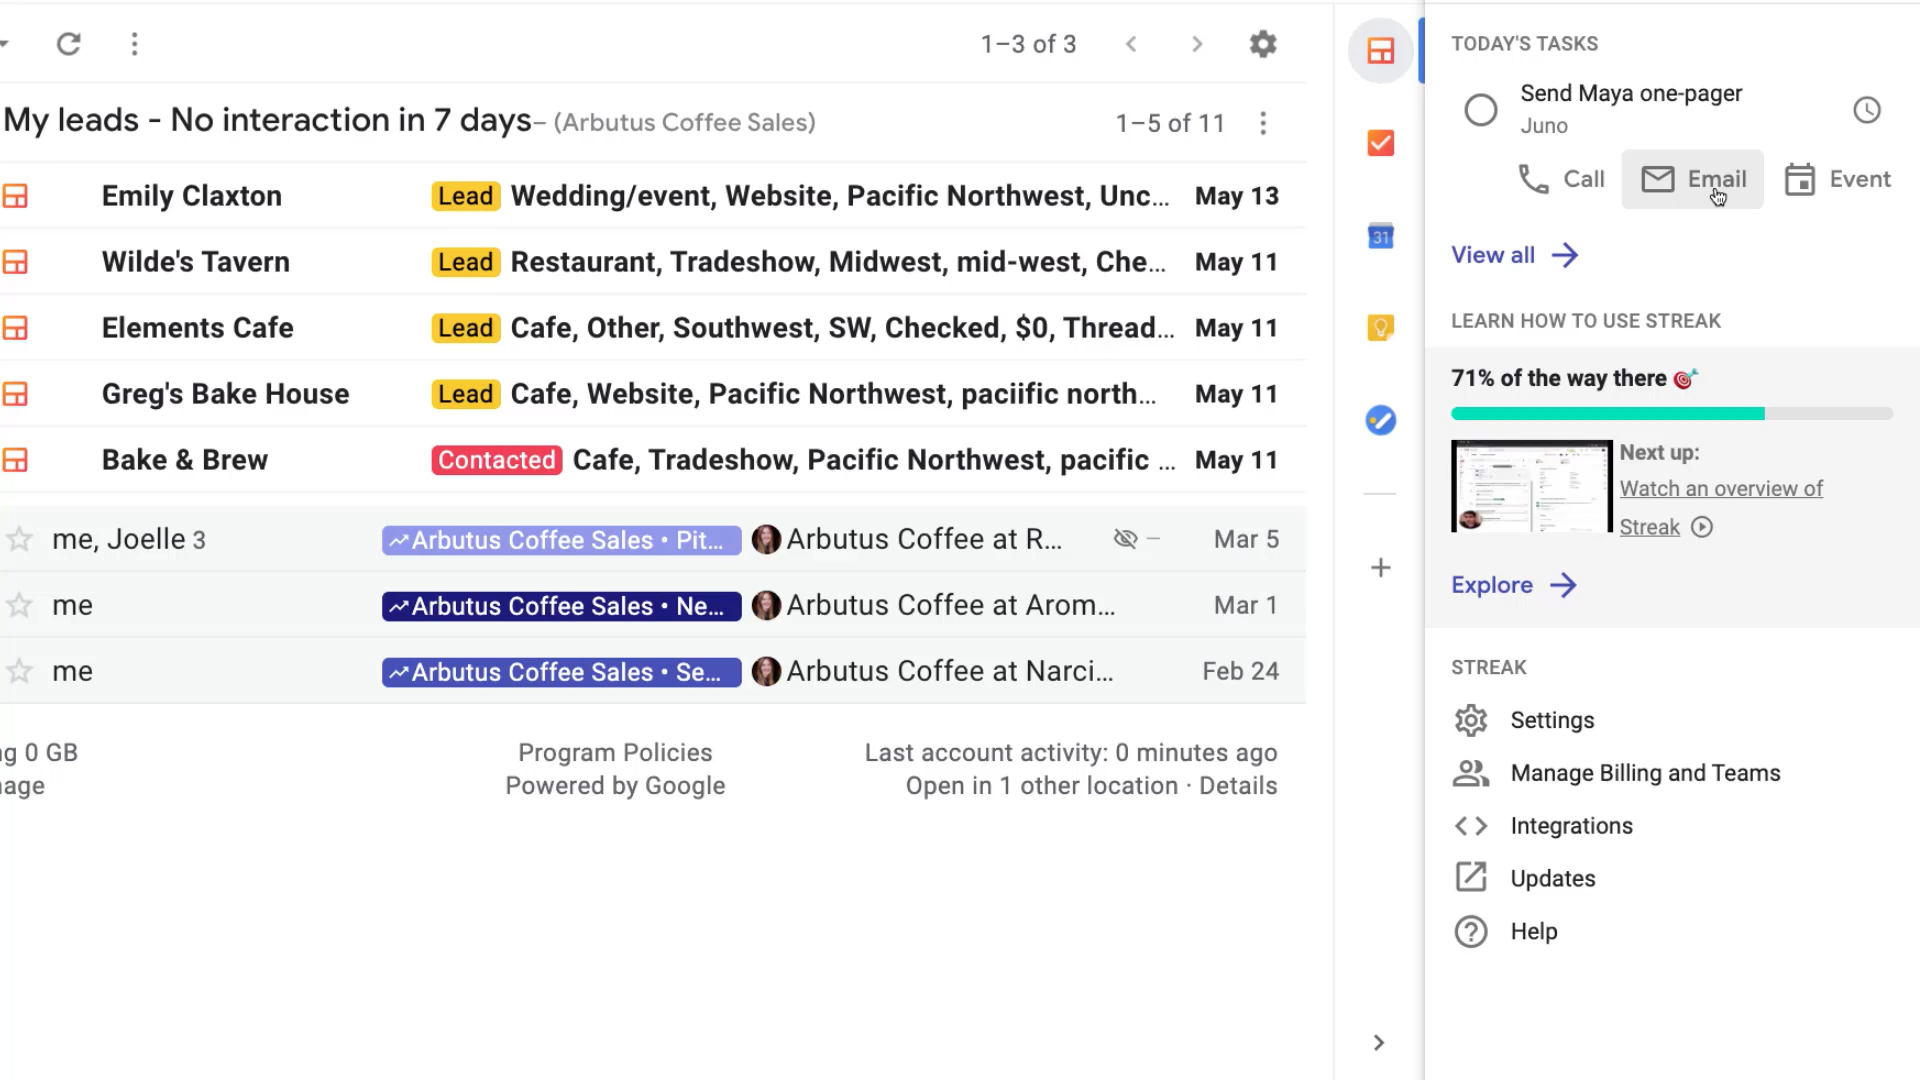 1–3 of 3
My leads - No interaction in 7 days– (Arbutus Coffee Sales) 1–5 of 11
Emily Claxton Lead Wedding/event, Website, Pacific Northwest, Unc... May 13
Wilde's Tavern Lead Restaurant, Tradeshow, Midwest, mid-west, Che... May 11
Elements Cafe Lead Cafe, Other, Southwest, SW, Checked, $0, Thread... May 11
Greg's Bake House Lead Cafe, Website, Pacific Northwest, paciific north... May 11
Bake & Brew Contacted Cafe, Tradeshow, Pacific Northwest, pacific ... May 11
me, Joelle 3 Arbutus Coffee Sales • Pit... Arbutus Coffee at R... – Mar 5
me Arbutus Coffee Sales • Ne... Arbutus Coffee at Arom... Mar 1
me Arbutus Coffee Sales • Se... Arbutus Coffee at Narci... Feb 24
ng 0 GB Program Policies Last account activity: 0 minutes ago
nage Powered by Google Open in 1 other location · Details
31
TODAY'S TASKS
Send Maya one-pager
Juno
Call Email Event
View all
LEARN HOW TO USE STREAK
71% of the way there 🎯
Next up:
Watch an overview of
Streak
Explore
STREAK
Settings
Manage Billing and Teams
Integrations
Updates
Help